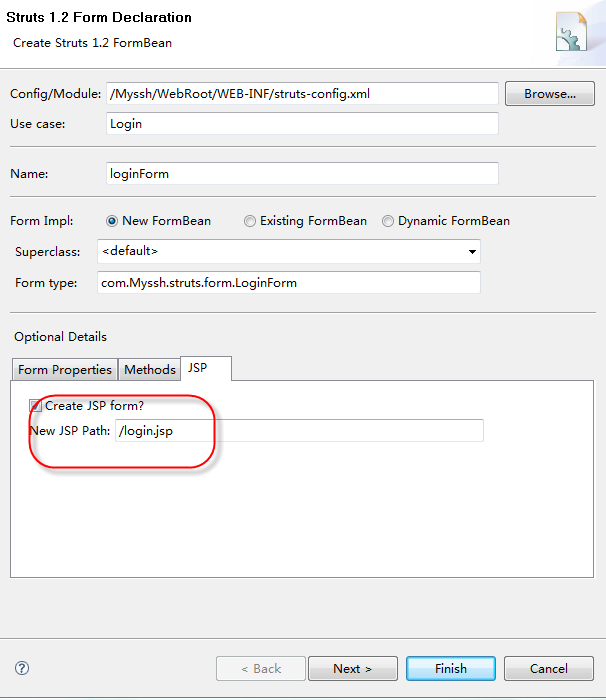 Struts 1.2 Form Declaration
Create Struts 1.2 FormBean
Config/Module: /Myssh/WebRoot/WEB-INF/struts-config.xml Browse...
Use case: Login
Name: loginForm
Form Impl: New FormBean Existing FormBean Dynamic FormBean
Superclass: <default>
Form type: com.Myssh.struts.form.LoginForm
Optional Details
Form Properties Methods JSP
Create JSP form?
New JSP Path: /login.jsp
< Back Next > Finish Cancel